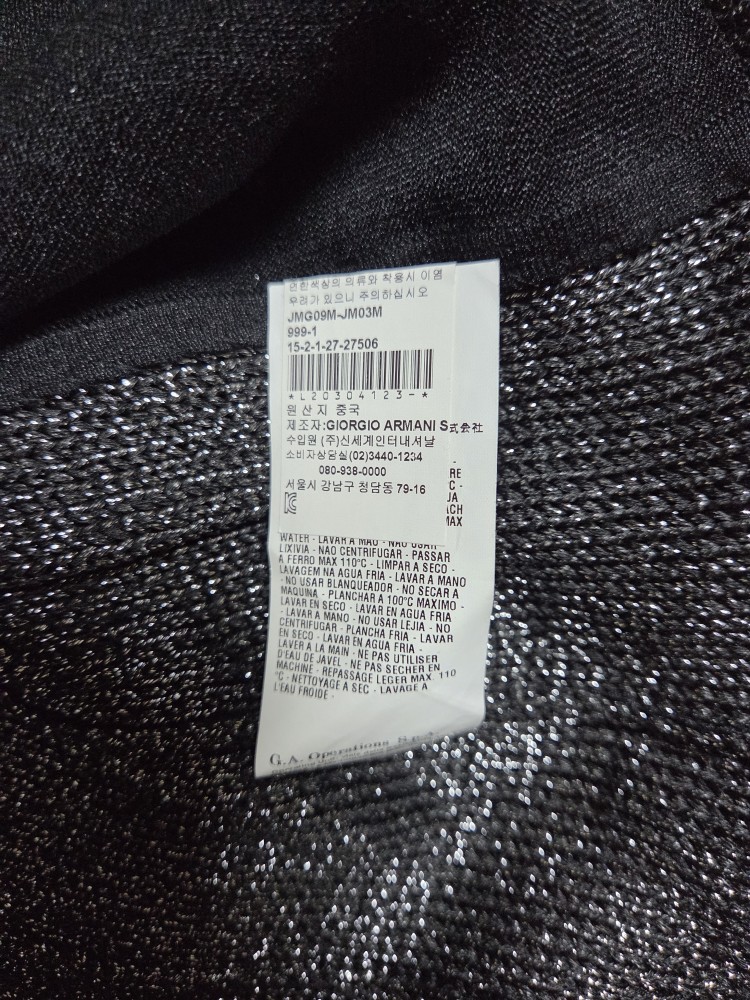 연한색상의 의류와 착용시 이염
우려가 있으니 주의하십시오
JMG09M-JM03M
999-1
15-2-1-27-27506
*L20304123-*
원산지 중국
제조자:GIORGIO ARMANI S 式会社
수입원 (주)신세계인터내셔날
소비자상담실(02)3440-1234
080-938-0000
서울시 강남구 청담동 79-16
RE
C -
JA
ACH
MAX
WATER - LAVAR A MAO - NAO USAR
LIXIVIA - NAO CENTRIFUGAR - PASSAR
A FERRO MAX 110°C - LIMPAR A SECO -
LAVAGEM NA AGUA FRIA - LAVAR A MANO
- NO USAR BLANQUEADOR - NO SECAR A
MAQUINA - PLANCHAR A 100°C MAXIMO -
LAVAR EN SECO - LAVAR EN AGUA FRIA
- LAVAR A MANO - NO USAR LEJIA - NO
CENTRIFUGAR - PLANCHA FRIA - LAVAR
EN SECO - LAVAR EN AGUA FRIA -
LAVER A LA MAIN - NE PAS UTILISER
D'EAU DE JAVEL - NE PAS SECHER EN
MACHINE - REPASSAGE LEGER MAX. 110
°C - NETTOYAGE A SEC - LAVAGE A
L'EAU FROIDE -
G.A. Operations S.p.A.